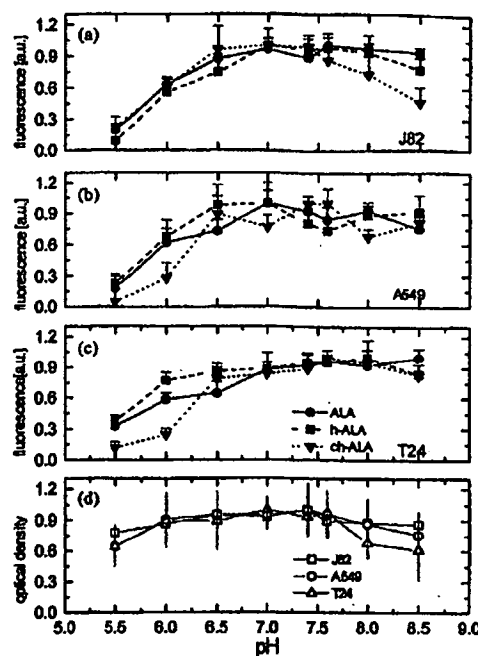 (a)
fluorescence [a.u.]
1.2
0.9
0.6
0.3
0.0
J82
(b)
fluorescence [a.u.]
1.2
0.9
0.6
0.3
0.0
A549
(c)
fluorescence[a.u.]
1.2
0.9
0.6
0.3
0.0
ALA
h-ALA
ch-ALA
T24
(d)
optical density
1.2
0.9
0.6
0.3
0.0
J82
A549
T24
5.0 5.5 6.0 6.5 7.0 7.5 8.0 8.5 9.0
pH